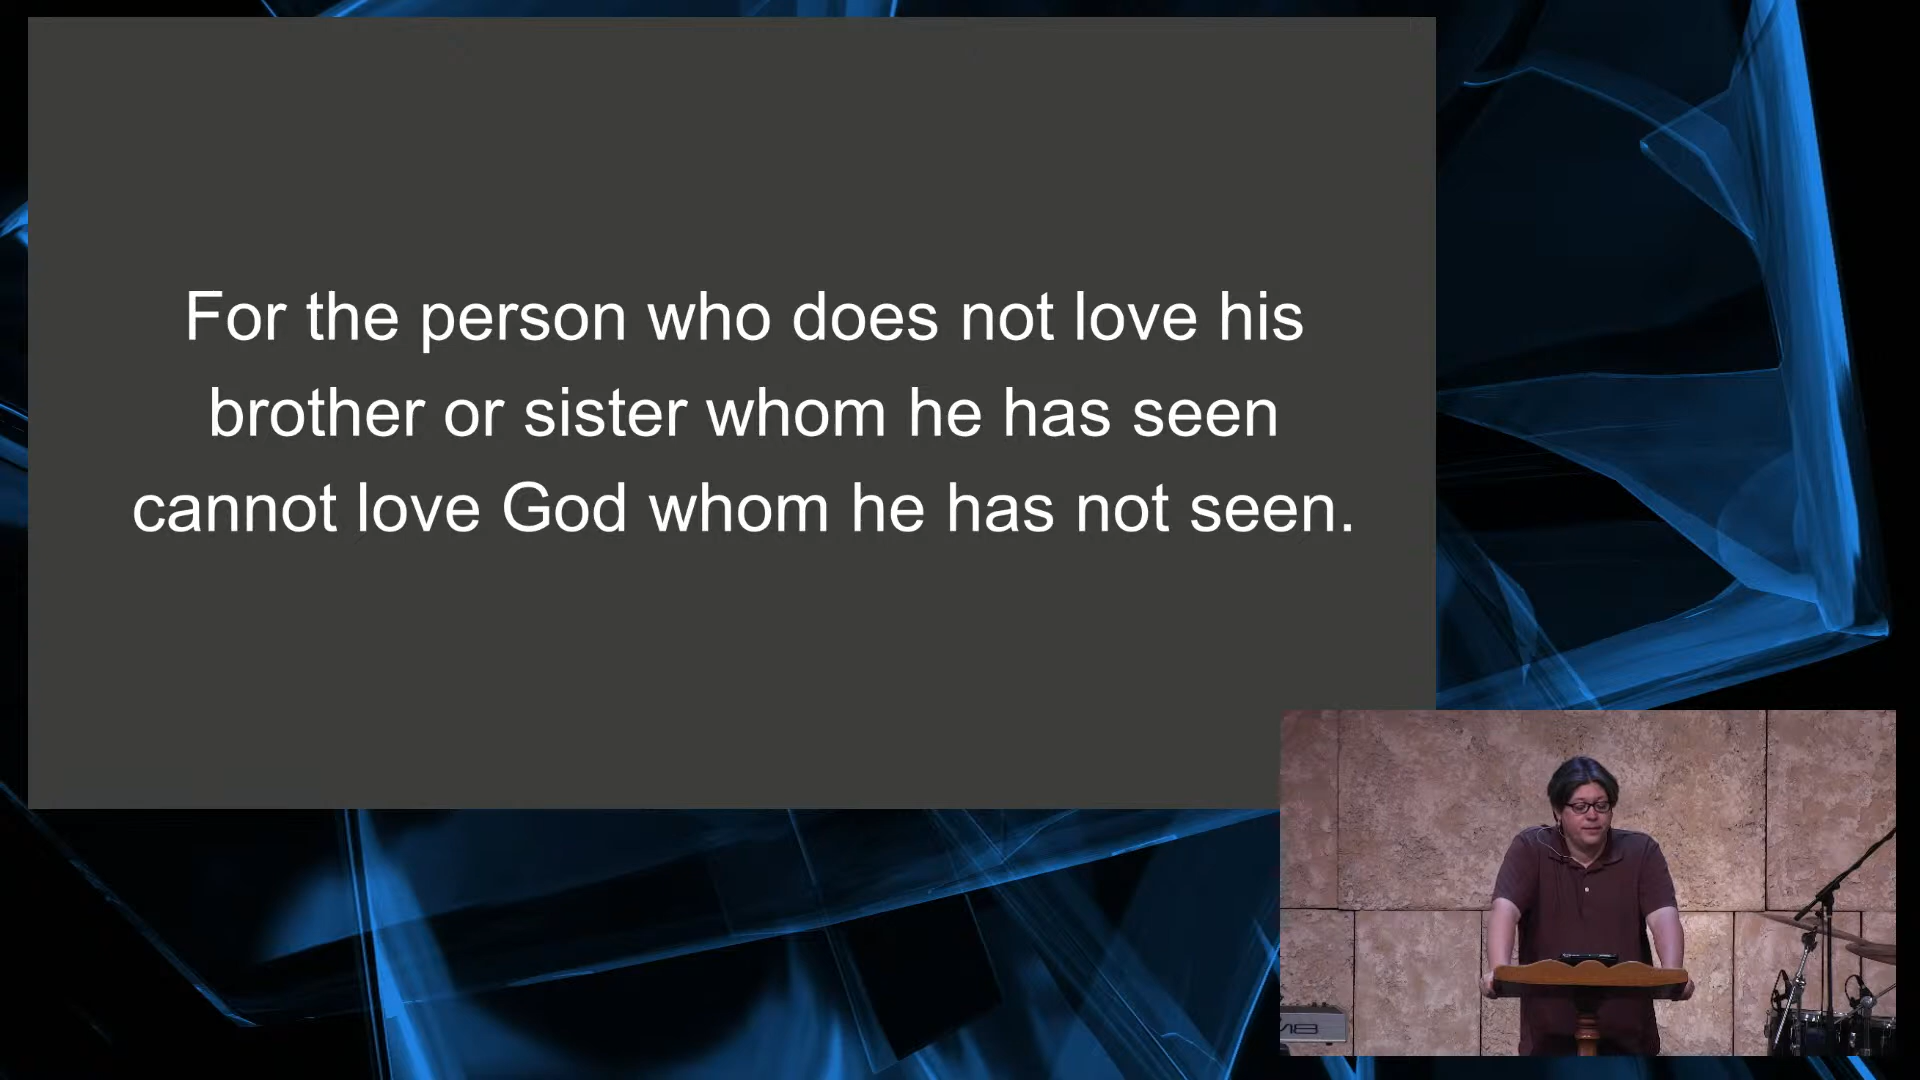 For the person who does not love his
brother or sister whom he has seen
cannot love God whom he has not seen.